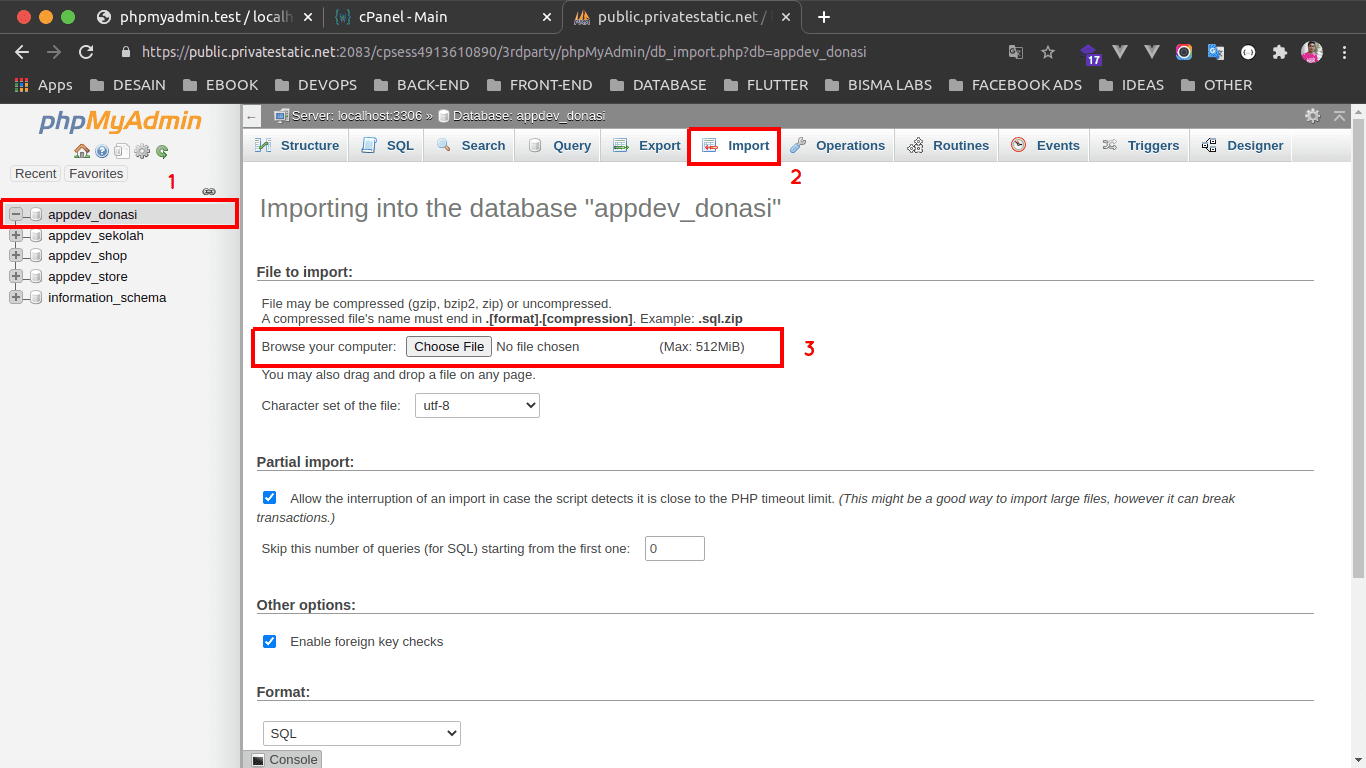 phpmyadmin.test / localh
cPanel - Main
public.privatestatic.net /
https://public.privatestatic.net:2083/cpsess4913610890/3rdparty/phpMyAdmin/db_import.php?db=appdev_donasi
17
Apps DESAIN EBOOK DEVOPS BACK-END FRONT-END DATABASE FLUTTER BISMA LABS FACEBOOK ADS IDEAS OTHER
phpMyAdmin
Recent Favorites
1
appdev_donasi
appdev_sekolah
appdev_shop
appdev_store
information_schema
Server: localhost:3306 » Database: appdev_donasi
Structure SQL Search Query Export Import Operations Routines Events Triggers Designer
2
Importing into the database "appdev_donasi"
File to import:
File may be compressed (gzip, bzip2, zip) or uncompressed.
A compressed file's name must end in .[format].[compression]. Example: .sql.zip
Browse your computer: Choose File No file chosen (Max: 512MiB)
3
You may also drag and drop a file on any page.
Character set of the file: utf-8
Partial import:
Allow the interruption of an import in case the script detects it is close to the PHP timeout limit. (This might be a good way to import large files, however it can break
transactions.)
Skip this number of queries (for SQL) starting from the first one: 0
Other options:
Enable foreign key checks
Format:
SQL
Console